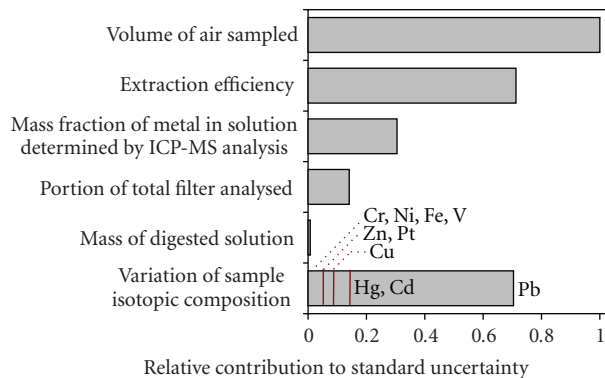 Volume of air sampled
Extraction efficiency
Mass fraction of metal in solution
determined by ICP-MS analysis
Portion of total filter analysed
Cr, Ni, Fe, V
Zn, Pt
Mass of digested solution
Cu
Variation of sample
isotopic composition
Hg, Cd
Pb
0 0.2 0.4 0.6 0.8 1
Relative contribution to standard uncertainty